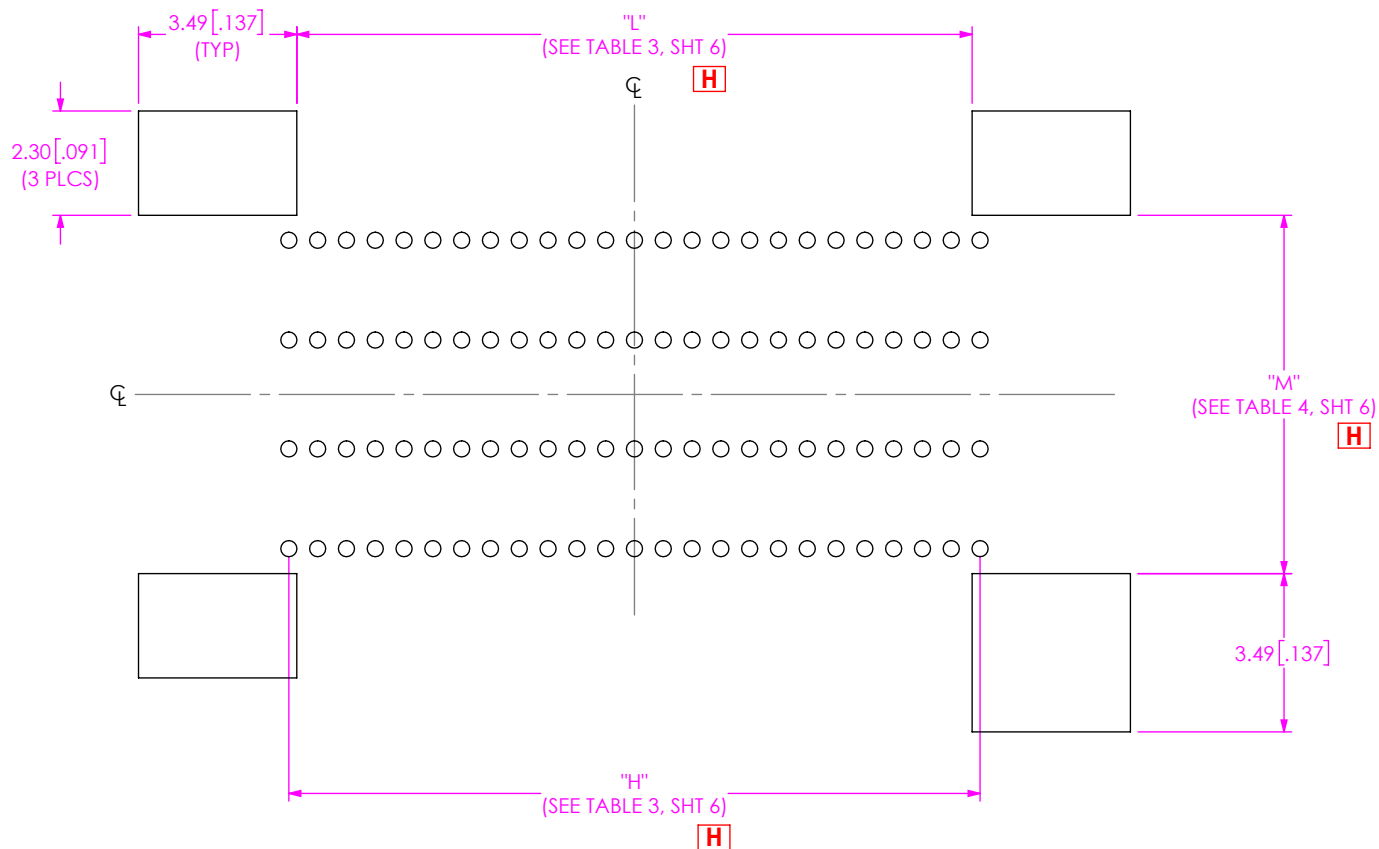 3.49[.137]
(TYP)
"L"
(SEE TABLE 3, SHT 6)
H
℄
2.30[.091]
(3 PLCS)
℄
"M"
(SEE TABLE 4, SHT 6)
H
3.49[.137]
"H"
(SEE TABLE 3, SHT 6)
H